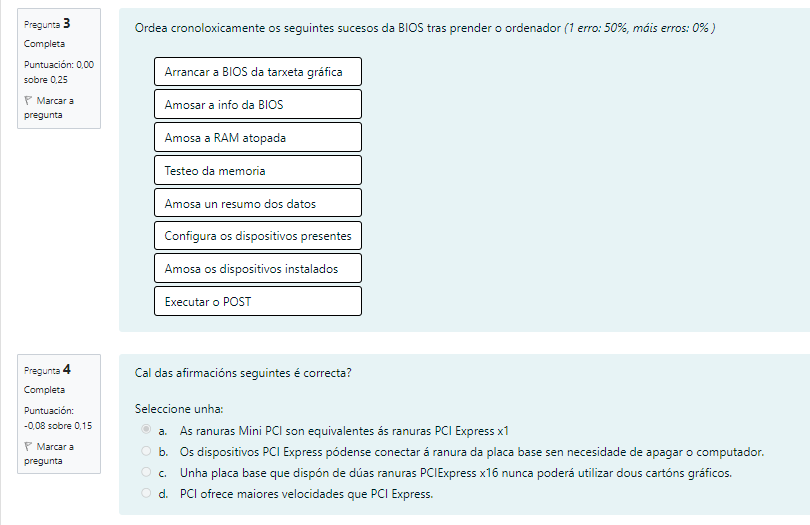 Pregunta 3
Completa
Puntuación: 0,00
sobre 0,25
Marcar a
pregunta
Ordea cronoloxicamente os seguintes sucesos da BIOS tras prender o ordenador (1 erro: 50%, máis erros: 0% )
Arrancar a BIOS da tarxeta gráfica
Amosar a info da BIOS
Amosa a RAM atopada
Testeo da memoria
Amosa un resumo dos datos
Configura os dispositivos presentes
Amosa os dispositivos instalados
Executar o POST
Pregunta 4
Completa
Puntuación:
-0,08 sobre 0,15
Marcar a
pregunta
Cal das afirmacións seguintes é correcta?
Seleccione unha:
a. As ranuras Mini PCI son equivalentes ás ranuras PCI Express x1
b. Os dispositivos PCI Express pódense conectar á ranura da placa base sen necesidade de apagar o computador.
c. Unha placa base que dispón de dúas ranuras PCIExpress x16 nunca poderá utilizar dous cartóns gráficos.
d. PCI ofrece maiores velocidades que PCI Express.